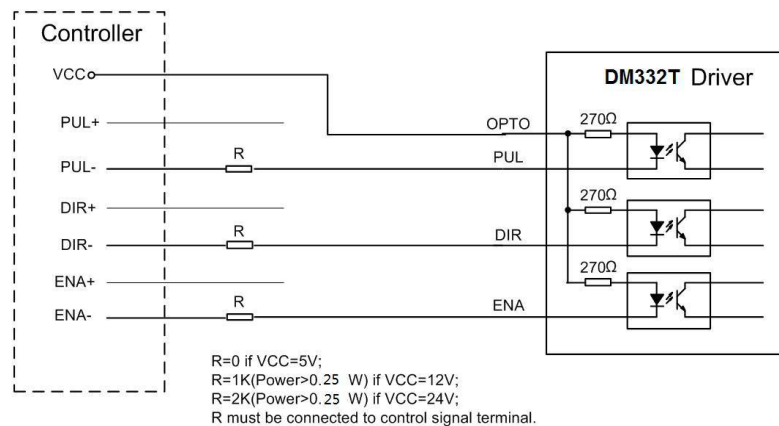 Controller
DM332T Driver
VCC
PUL+
OPTO
270Ω
PUL-
R
PUL
DIR+
270Ω
DIR-
R
DIR
ENA+
270Ω
ENA-
R
ENA
R=0 if VCC=5V;
R=1K(Power>0.25 W) if VCC=12V;
R=2K(Power>0.25 W) if VCC=24V;
R must be connected to control signal terminal.